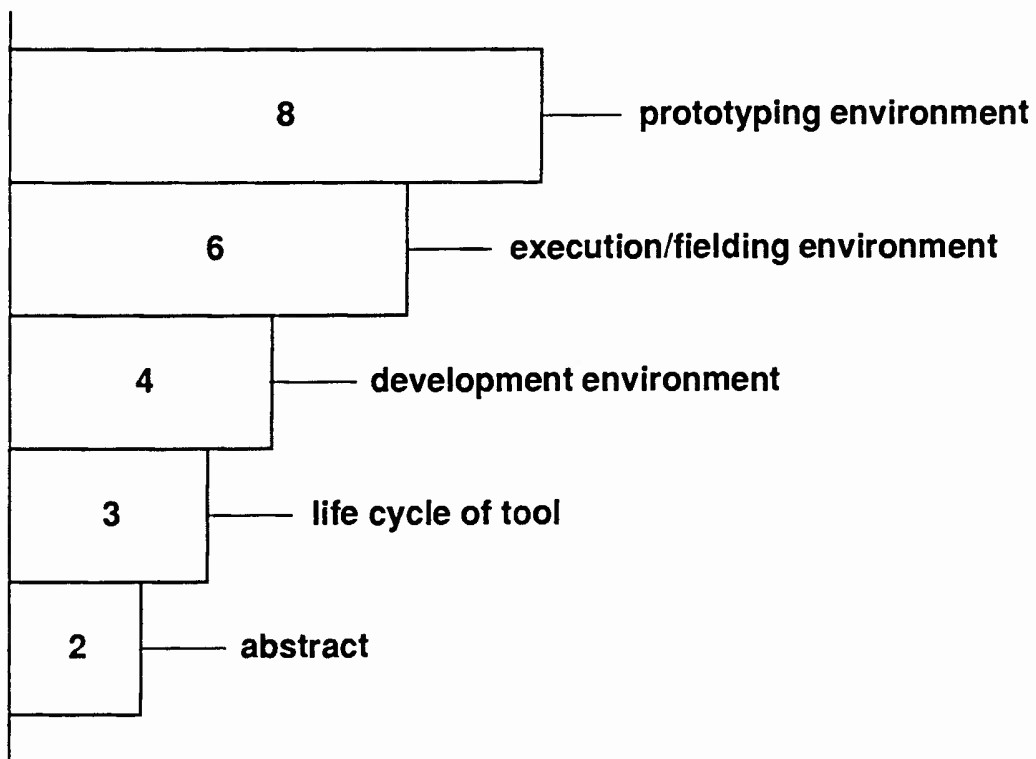 8 prototyping environment
6 execution/fielding environment
4 development environment
3 life cycle of tool
2 abstract